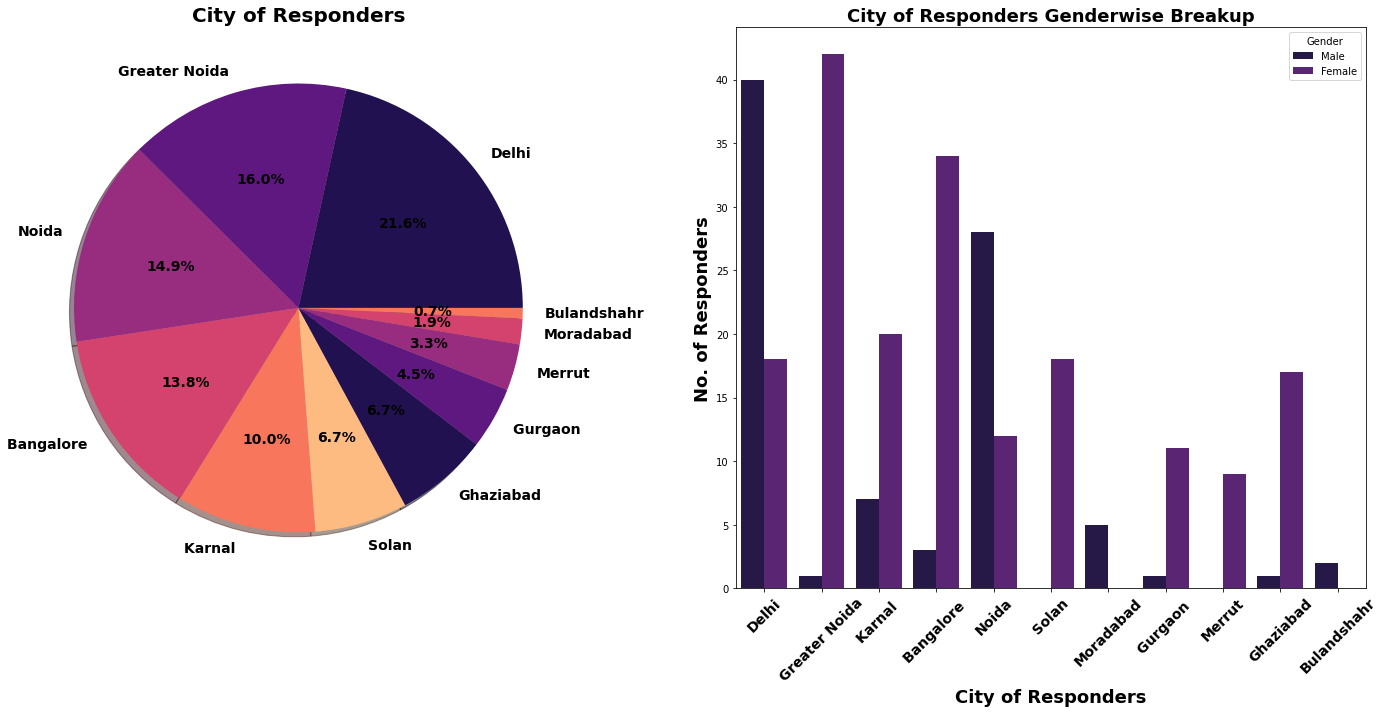 City of Responders
Greater Noida
Delhi
Noida
Bangalore
Karnal
Solan
Ghaziabad
Gurgaon
Merrut
Moradabad
Bulandshahr
21.6%
16.0%
14.9%
13.8%
10.0%
6.7%
6.7%
4.5%
3.3%
1.9%
0.7%
City of Responders Genderwise Breakup
Gender
Male
Female
No. of Responders
40
35
30
25
20
15
10
5
0
Delhi
Greater Noida
Karnal
Bangalore
Noida
Solan
Moradabad
Gurgaon
Merrut
Ghaziabad
Bulandshahr
City of Responders